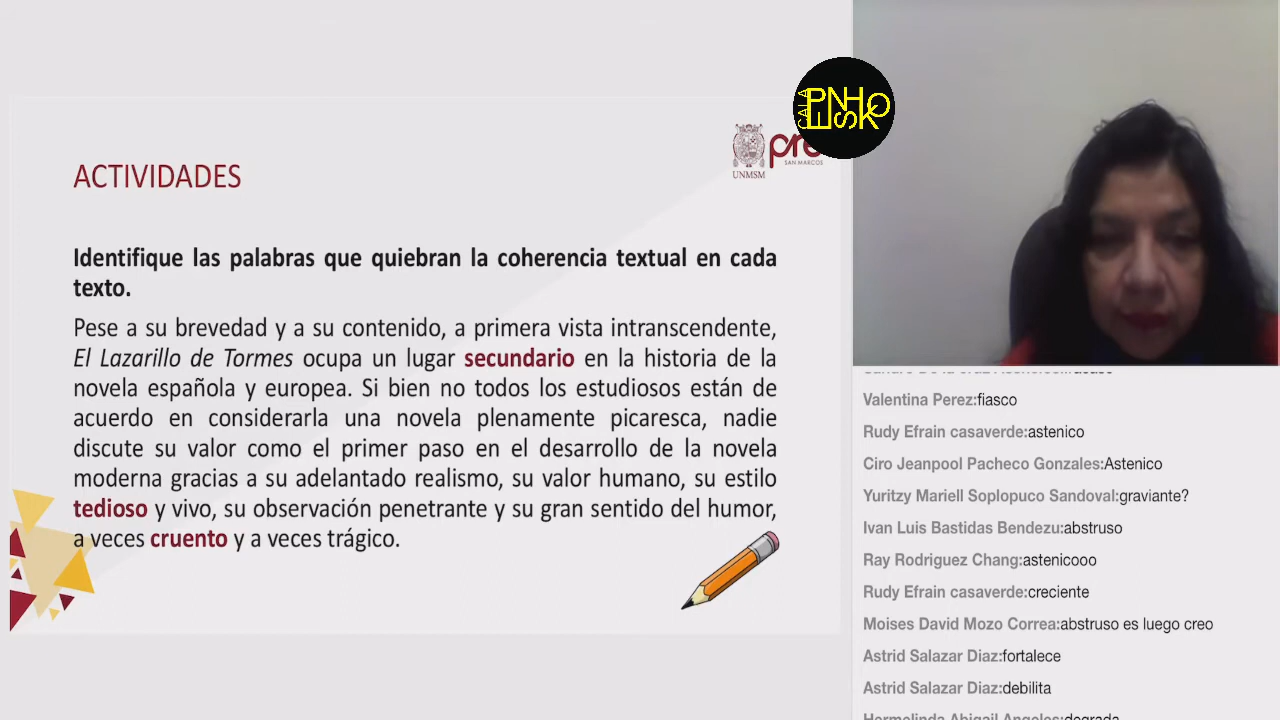 CALA
PNHO
ESK
pre
SAN MARCOS
UNMSM
ACTIVIDADES
Identifique las palabras que quiebran la coherencia textual en cada
texto.
Pese a su brevedad y a su contenido, a primera vista intranscendente,
El Lazarillo de Tormes ocupa un lugar secundario en la historia de la
novela española y europea. Si bien no todos los estudiosos están de
acuerdo en considerarla una novela plenamente picaresca, nadie
discute su valor como el primer paso en el desarrollo de la novela
moderna gracias a su adelantado realismo, su valor humano, su estilo
tedioso y vivo, su observación penetrante y su gran sentido del humor,
a veces cruento y a veces trágico.
Valentina Perez:fiasco
Rudy Efrain casaverde:astenico
Ciro Jeanpool Pacheco Gonzales:Astenico
Yuritzy Mariell Soplopuco Sandoval:graviante?
Ivan Luis Bastidas Bendezu:abstruso
Ray Rodriguez Chang:astenicooo
Rudy Efrain casaverde:creciente
Moises David Mozo Correa:abstruso es luego creo
Astrid Salazar Diaz:fortalece
Astrid Salazar Diaz:debilita
Hermelinda Abigail Angeles:degrada